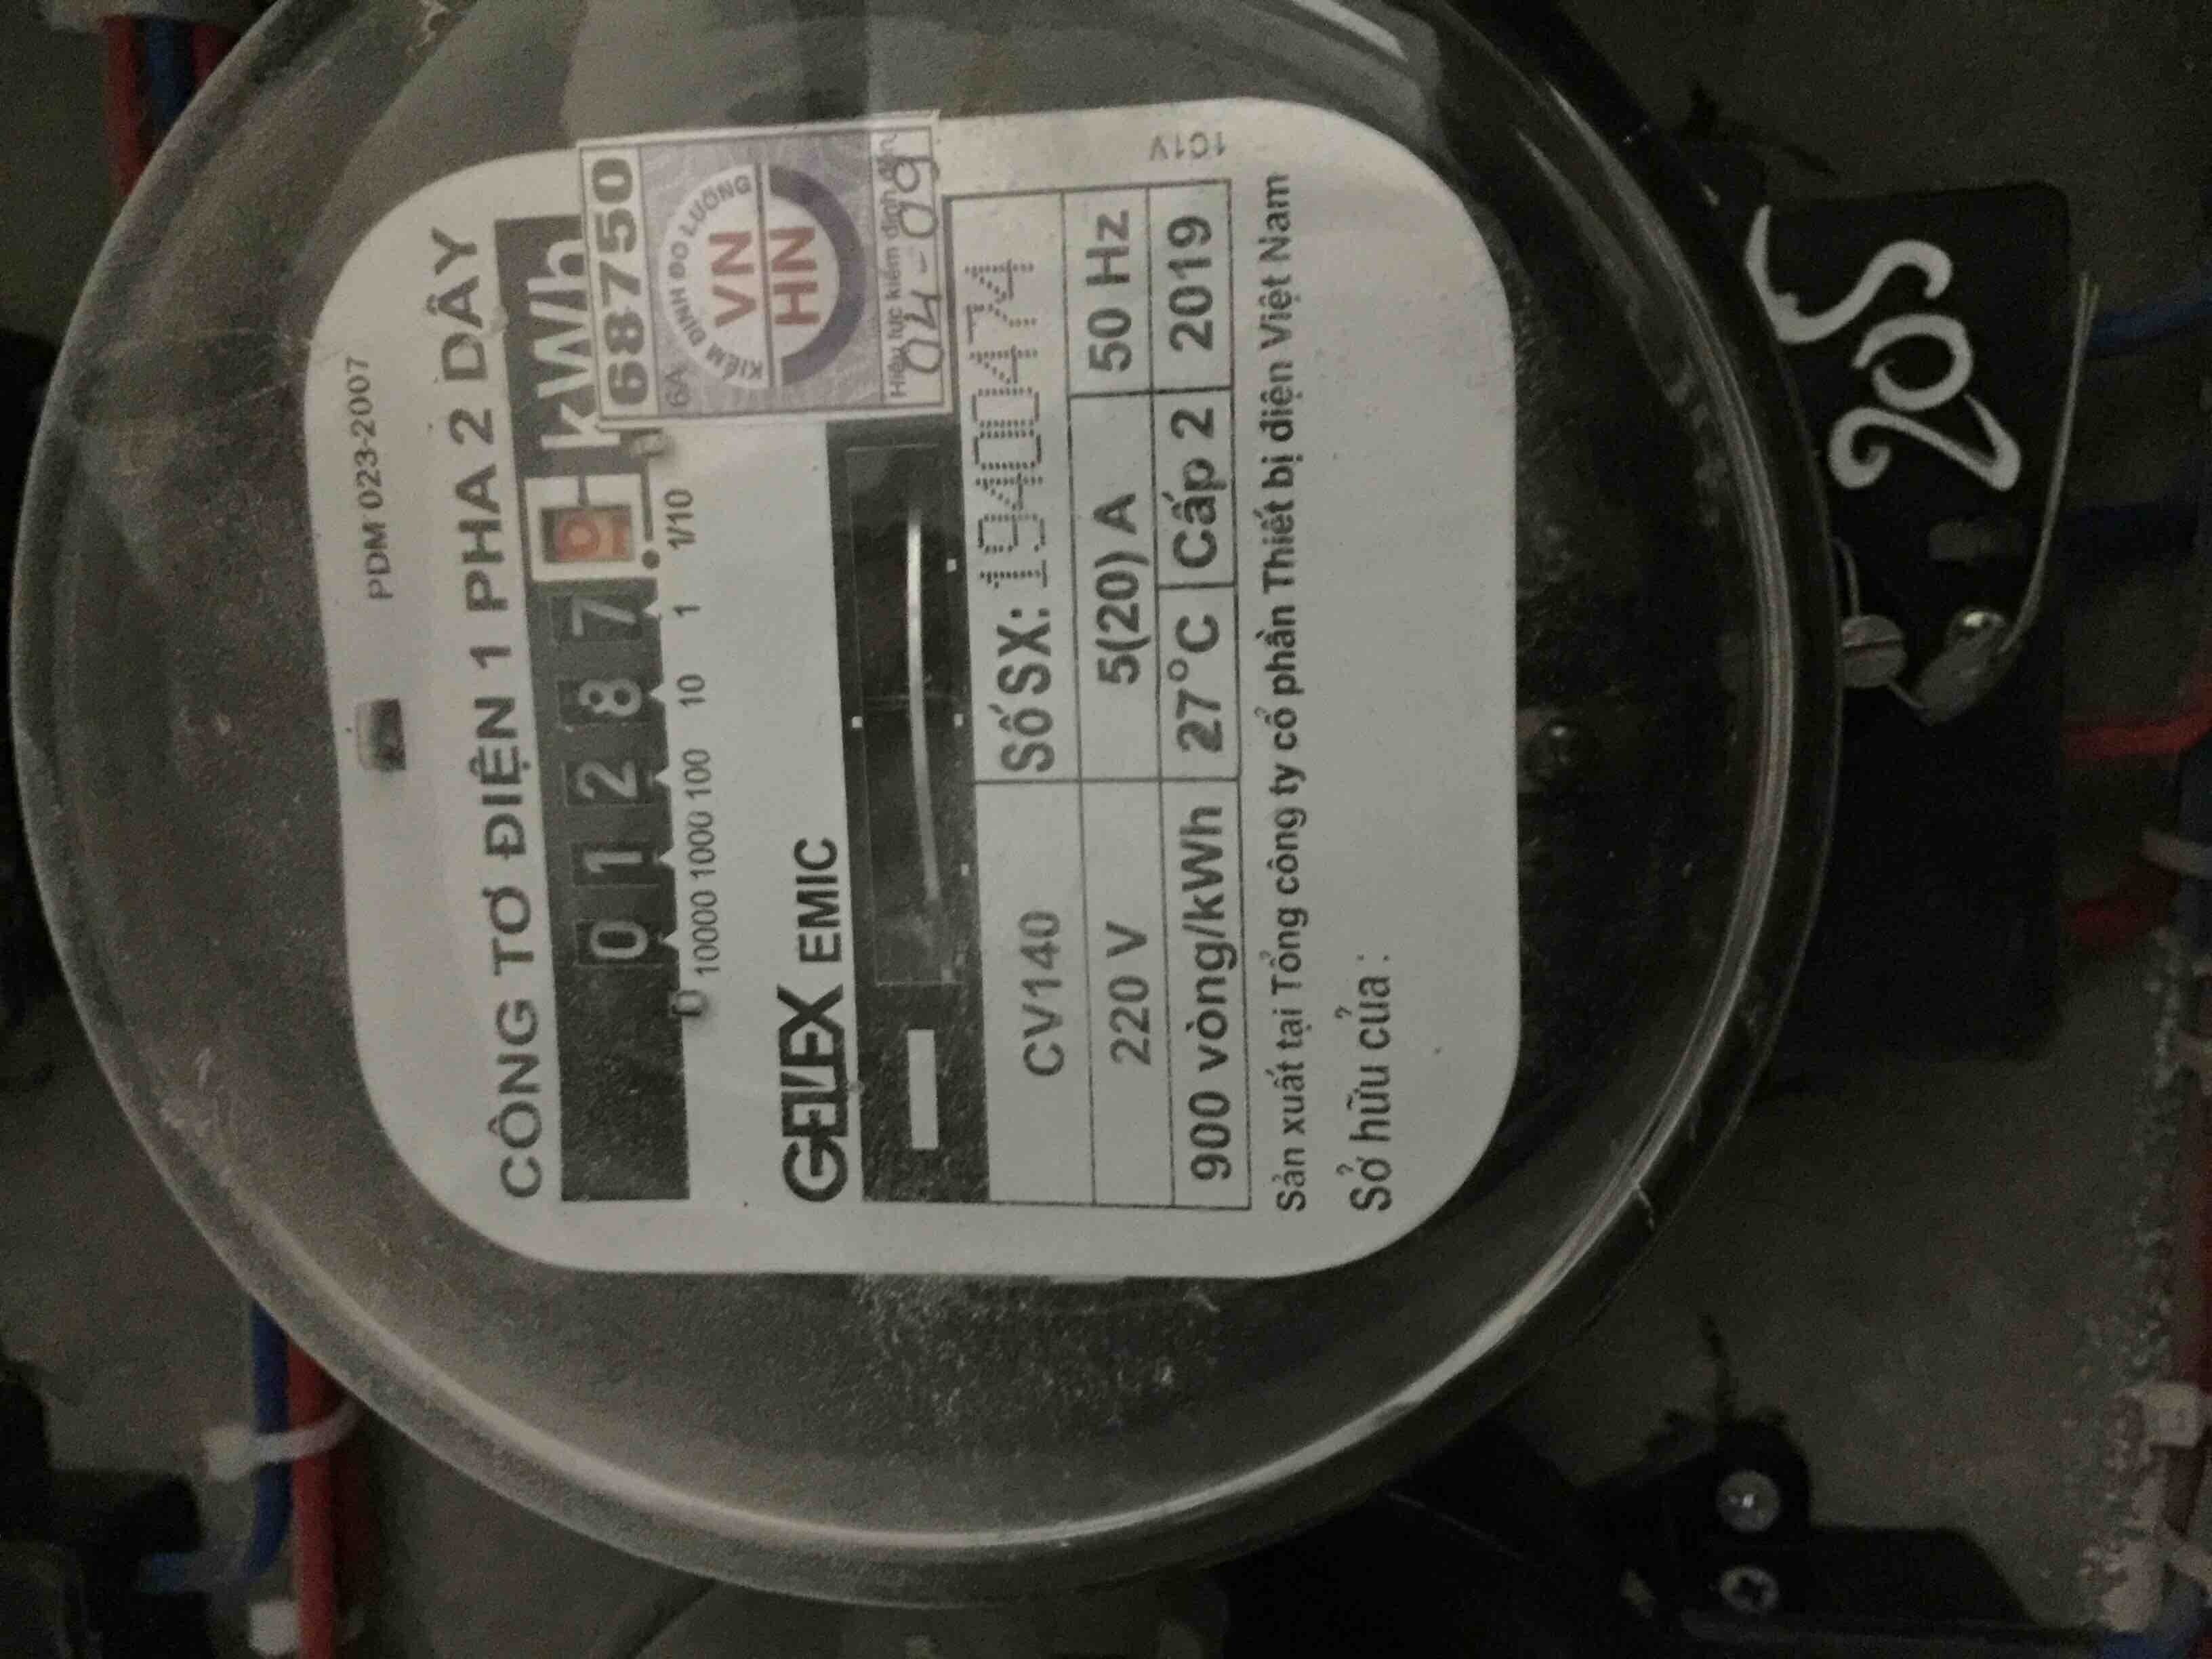 PDM 023-2007
CÔNG TƠ ĐIỆN 1 PHA 2 DÂY
0 1 2 8 7 9 kWh
10000 1000 100 10 1 1/10
68750
6A
KIỂM ĐỊNH ĐO LƯỜNG
VN
HN
Hiệu lực kiểm định đến
04-09
GELEX EMIC
CV140 Số SX: 19400474
220 V 5(20) A 50 Hz
900 vòng/kWh 27°C Cấp 2 2019
1C1V
Sản xuất tại Tổng công ty cổ phần Thiết bị điện Việt Nam
Sở hữu của :
205